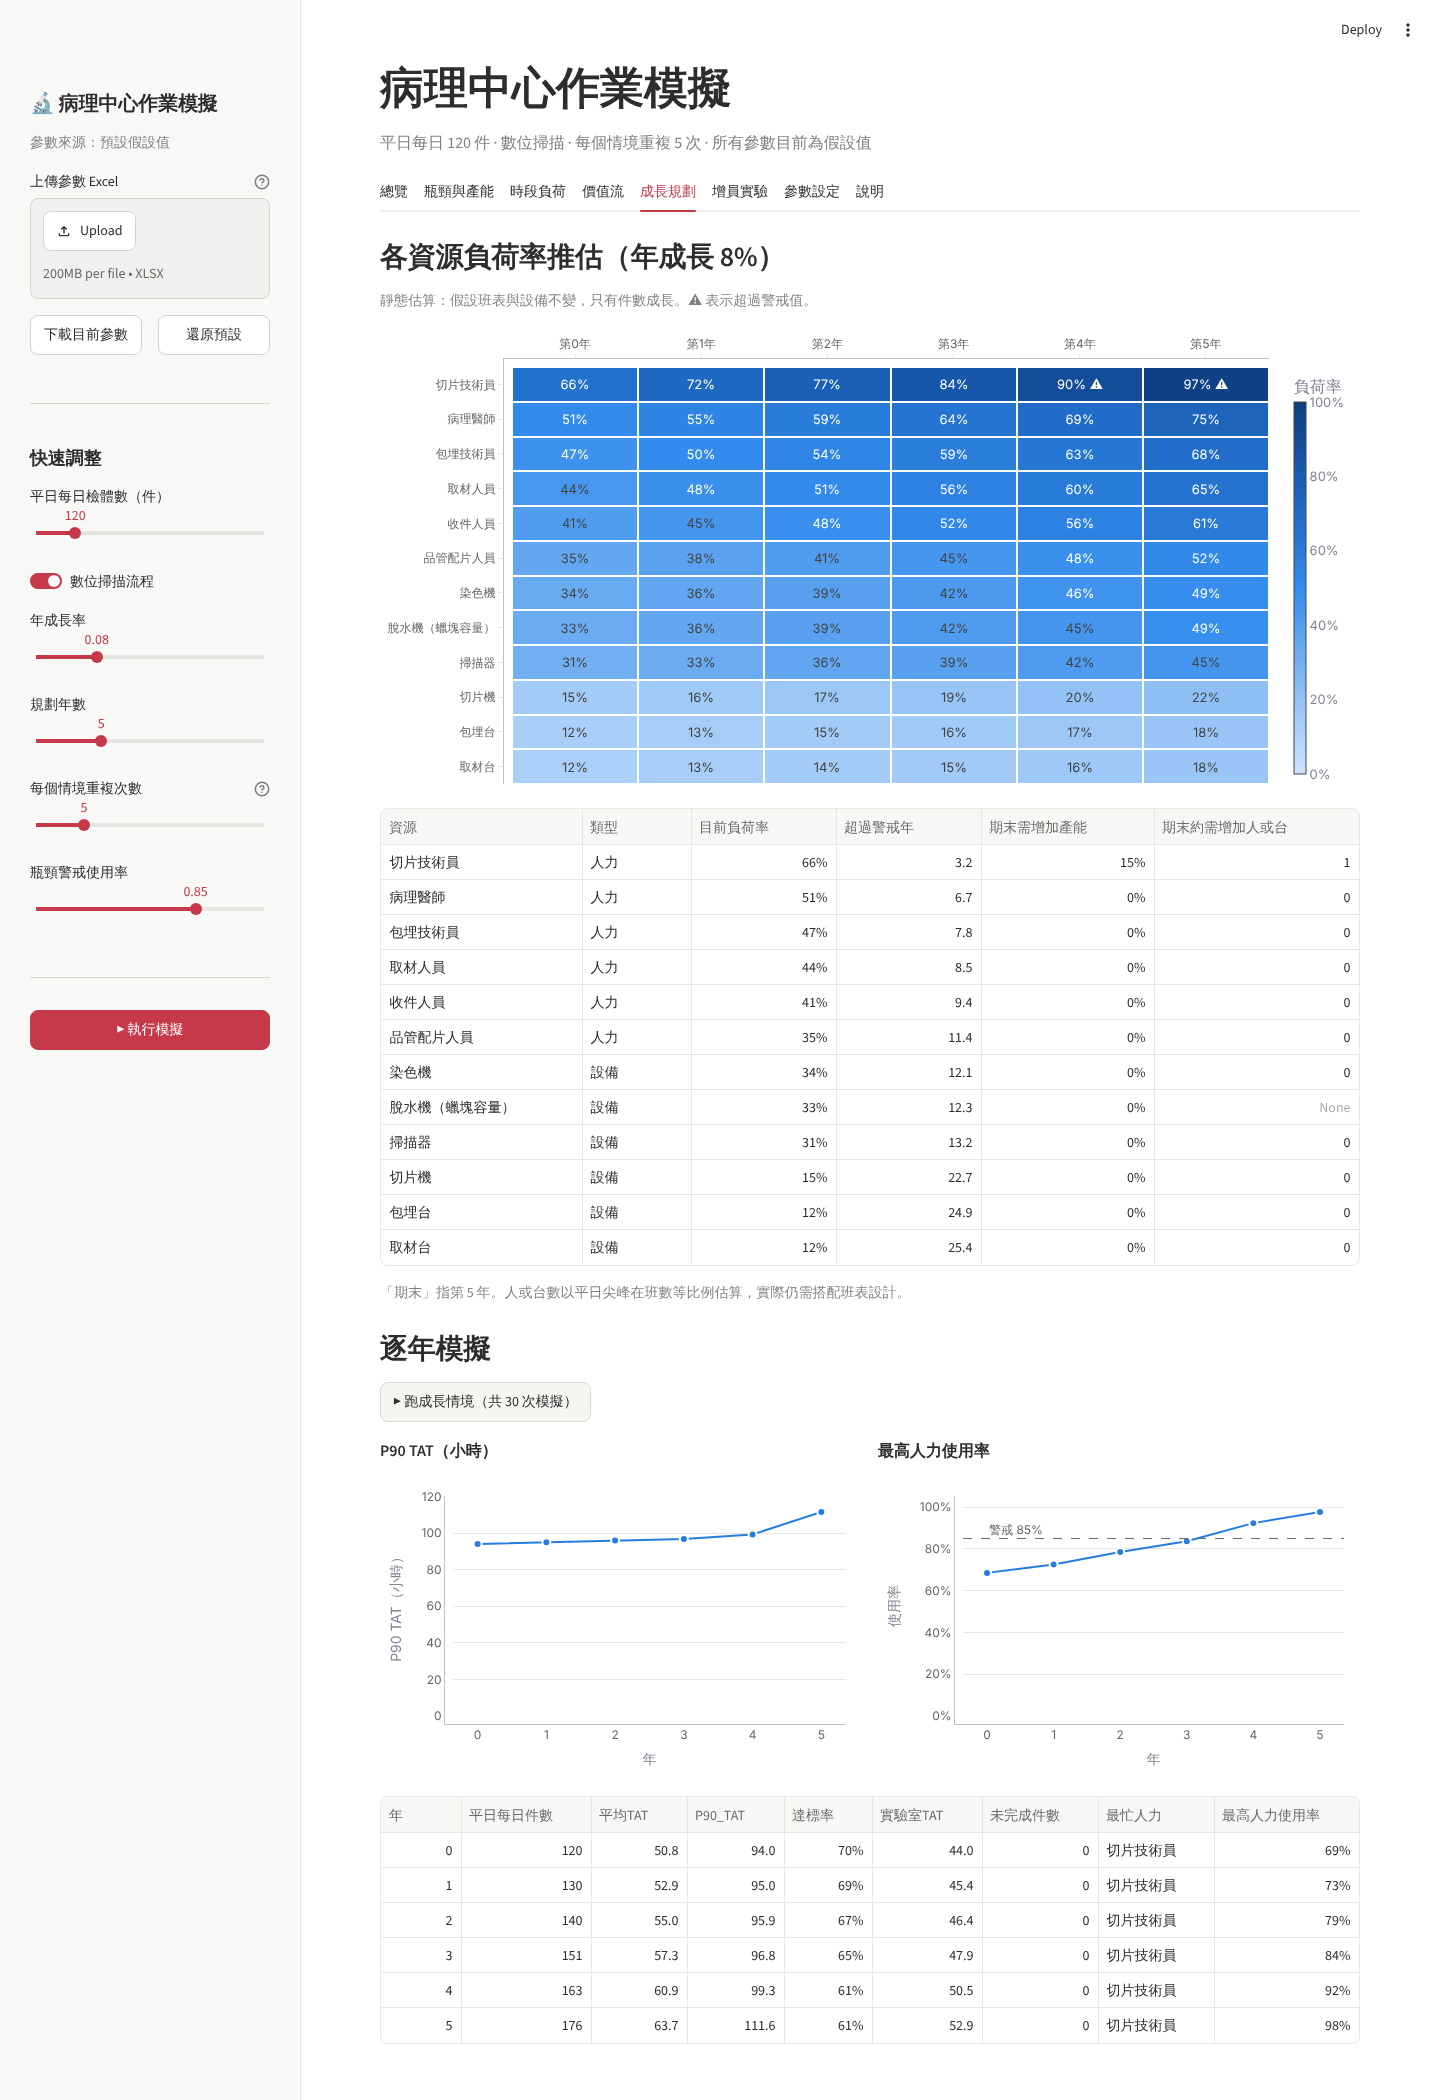 Deploy
🔬 病理中心作業模擬
參數來源：預設假設值
上傳參數 Excel
Upload
200MB per file • XLSX
下載目前參數 還原預設
快速調整
平日每日檢體數（件）
120
數位掃描流程
年成長率
0.08
規劃年數
5
每個情境重複次數
5
瓶頸警戒使用率
0.85
▶ 執行模擬
病理中心作業模擬
平日每日 120 件 · 數位掃描 · 每個情境重複 5 次 · 所有參數目前為假設值
總覽 瓶頸與產能 時段負荷 價值流 成長規劃 增員實驗 參數設定 說明
各資源負荷率推估（年成長 8%）
靜態估算：假設班表與設備不變，只有件數成長。⚠ 表示超過警戒值。
第0年 第1年 第2年 第3年 第4年 第5年
切片技術員 66% 72% 77% 84% 90% ⚠ 97% ⚠
病理醫師 51% 55% 59% 64% 69% 75%
包埋技術員 47% 50% 54% 59% 63% 68%
取材人員 44% 48% 51% 56% 60% 65%
收件人員 41% 45% 48% 52% 56% 61%
品管配片人員 35% 38% 41% 45% 48% 52%
染色機 34% 36% 39% 42% 46% 49%
脫水機（蠟塊容量） 33% 36% 39% 42% 45% 49%
掃描器 31% 33% 36% 39% 42% 45%
切片機 15% 16% 17% 19% 20% 22%
包埋台 12% 13% 15% 16% 17% 18%
取材台 12% 13% 14% 15% 16% 18%
負荷率
100%
80%
60%
40%
20%
0%
資源 類型 目前負荷率 超過警戒年 期末需增加產能 期末約需增加人或台
切片技術員 人力 66% 3.2 15% 1
病理醫師 人力 51% 6.7 0% 0
包埋技術員 人力 47% 7.8 0% 0
取材人員 人力 44% 8.5 0% 0
收件人員 人力 41% 9.4 0% 0
品管配片人員 人力 35% 11.4 0% 0
染色機 設備 34% 12.1 0% 0
脫水機（蠟塊容量） 設備 33% 12.3 0% None
掃描器 設備 31% 13.2 0% 0
切片機 設備 15% 22.7 0% 0
包埋台 設備 12% 24.9 0% 0
取材台 設備 12% 25.4 0% 0
「期末」指第 5 年。人或台數以平日尖峰在班數等比例估算，實際仍需搭配班表設計。
逐年模擬
▶ 跑成長情境（共 30 次模擬）
P90 TAT（小時）
120
100
80
60
40
20
0
P90 TAT（小時）
0 1 2 3 4 5
年
最高人力使用率
100%
80%
60%
40%
20%
0%
警戒 85%
使用率
0 1 2 3 4 5
年
年 平日每日件數 平均TAT P90_TAT 達標率 實驗室TAT 未完成件數 最忙人力 最高人力使用率
0 120 50.8 94.0 70% 44.0 0 切片技術員 69%
1 130 52.9 95.0 69% 45.4 0 切片技術員 73%
2 140 55.0 95.9 67% 46.4 0 切片技術員 79%
3 151 57.3 96.8 65% 47.9 0 切片技術員 84%
4 163 60.9 99.3 61% 50.5 0 切片技術員 92%
5 176 63.7 111.6 61% 52.9 0 切片技術員 98%